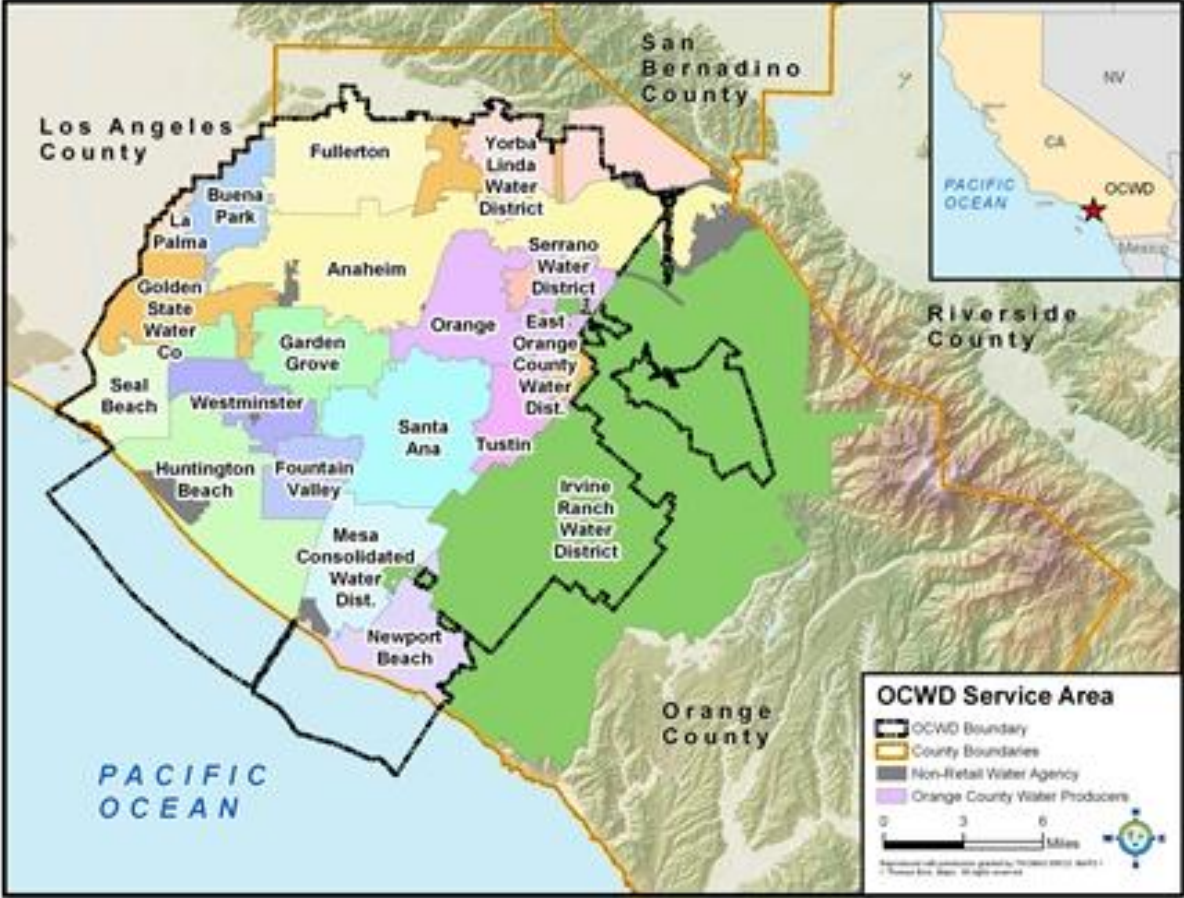 San
Bernadino
County
Los Angeles
County
NV
CA
PACIFIC
OCEAN
OCWD
Mexico
Fullerton
Yorba
Linda
Water
District
Buena
Park
La
Palma
Anaheim
Serrano
Water
District
Golden
State
Water
Co
Orange
East
Orange
County
Water
Dist.
Garden
Grove
Riverside
County
Seal
Beach
Westminster
Santa
Ana
Tustin
Huntington
Beach
Fountain
Valley
Irvine
Ranch
Water
District
Mesa
Consolidated
Water
Dist.
Newport
Beach
Orange
County
PACIFIC
OCEAN
OCWD Service Area
OCWD Boundary
County Boundaries
Non-Retail Water Agency
Orange County Water Producers
0 3 6
Miles